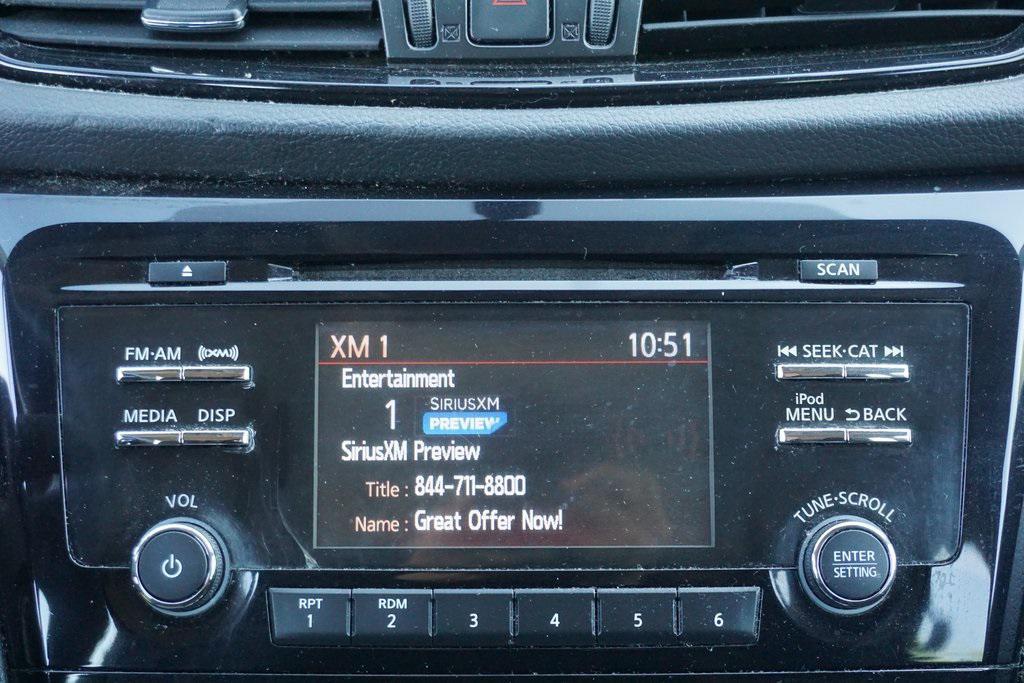 SCAN
FM·AM ((XM))
MEDIA DISP
VOL
XM 1 10:51
Entertainment
1 SIRIUSXM
PREVIEW
SiriusXM Preview
Title : 844-711-8800
Name : Great Offer Now!
SEEK·CAT
iPod
MENU BACK
TUNE·SCROLL
ENTER
SETTING
RPT RDM
1 2 3 4 5 6